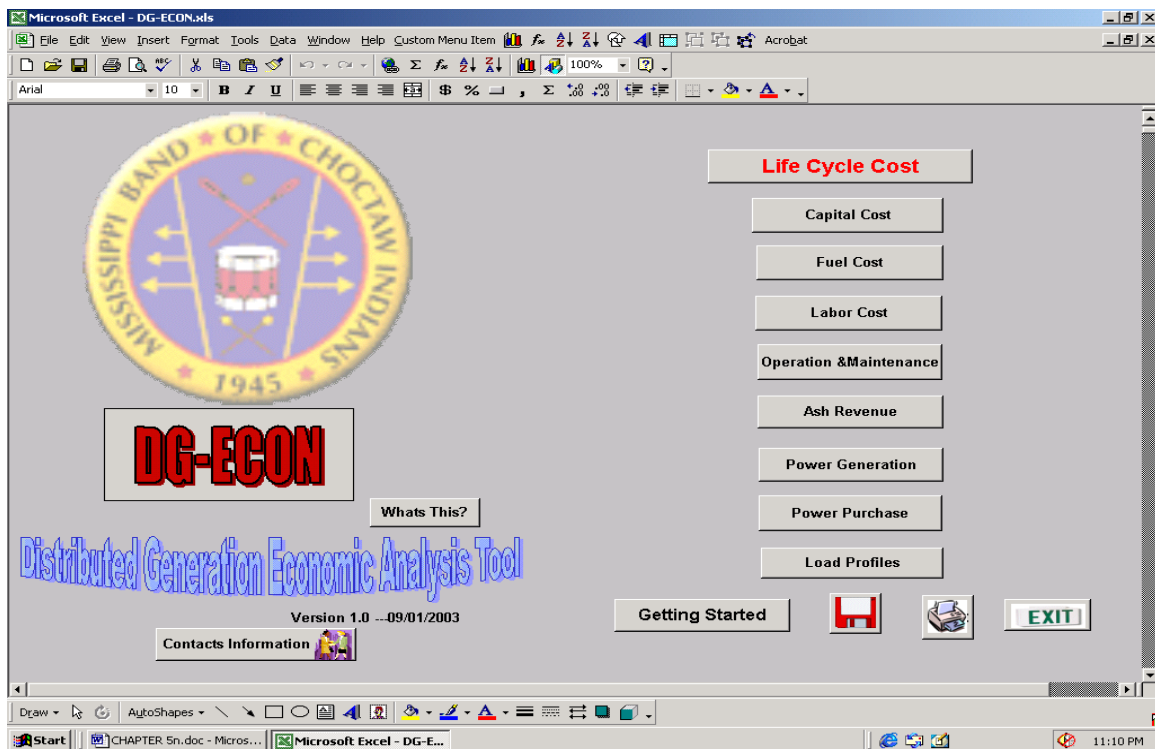 Microsoft Excel - DG-ECON.xls
File Edit View Insert Format Tools Data Window Help Custom Menu Item Acrobat
100%
Arial 10 B I U $ % ,
MISSISSIPPI BAND OF CHOCTAW INDIANS
1945
DG-ECON
Whats This?
Distributed Generation Economic Analysis Tool
Version 1.0 ---09/01/2003
Contacts Information
Life Cycle Cost
Capital Cost
Fuel Cost
Labor Cost
Operation &Maintenance
Ash Revenue
Power Generation
Power Purchase
Load Profiles
Getting Started
EXIT
Draw AutoShapes
Start CHAPTER 5n.doc - Micros... Microsoft Excel - DG-E... 11:10 PM